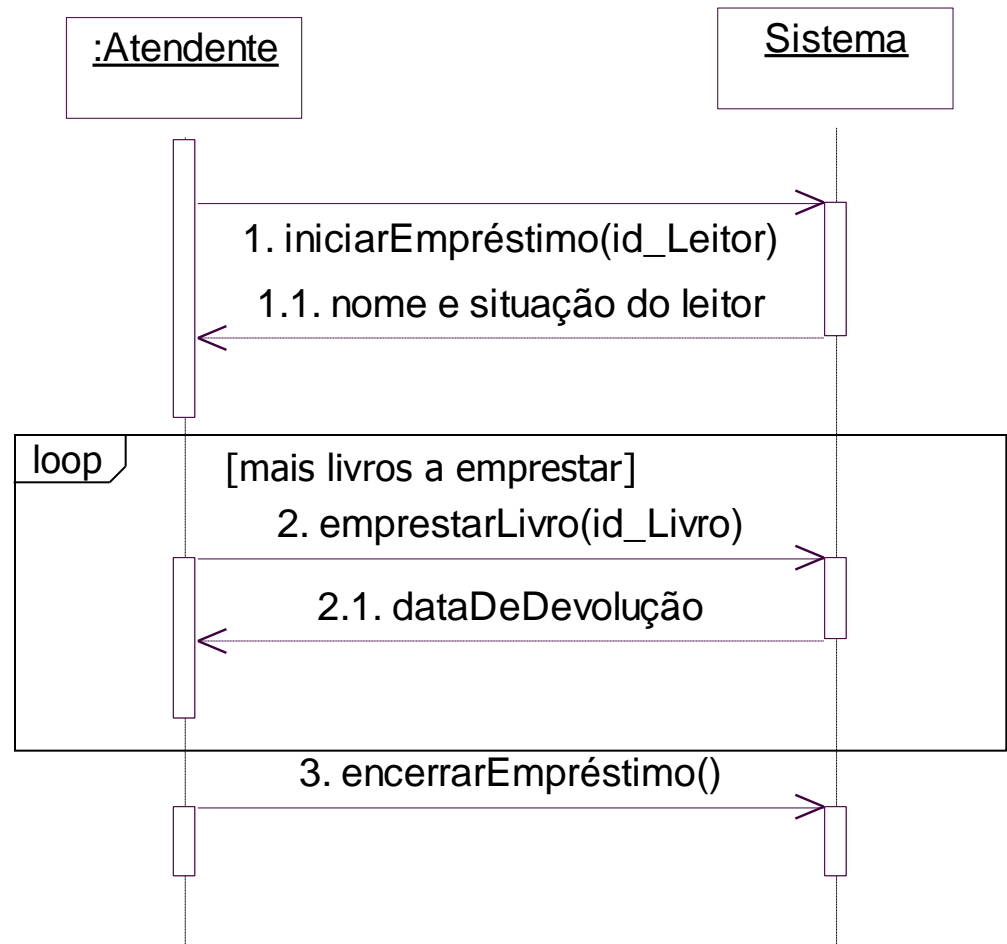 :Atendente
Sistema
1. iniciarEmpréstimo(id_Leitor)
1.1. nome e situação do leitor
loop
[mais livros a emprestar]
2. emprestarLivro(id_Livro)
2.1. dataDeDevolução
3. encerrarEmpréstimo()